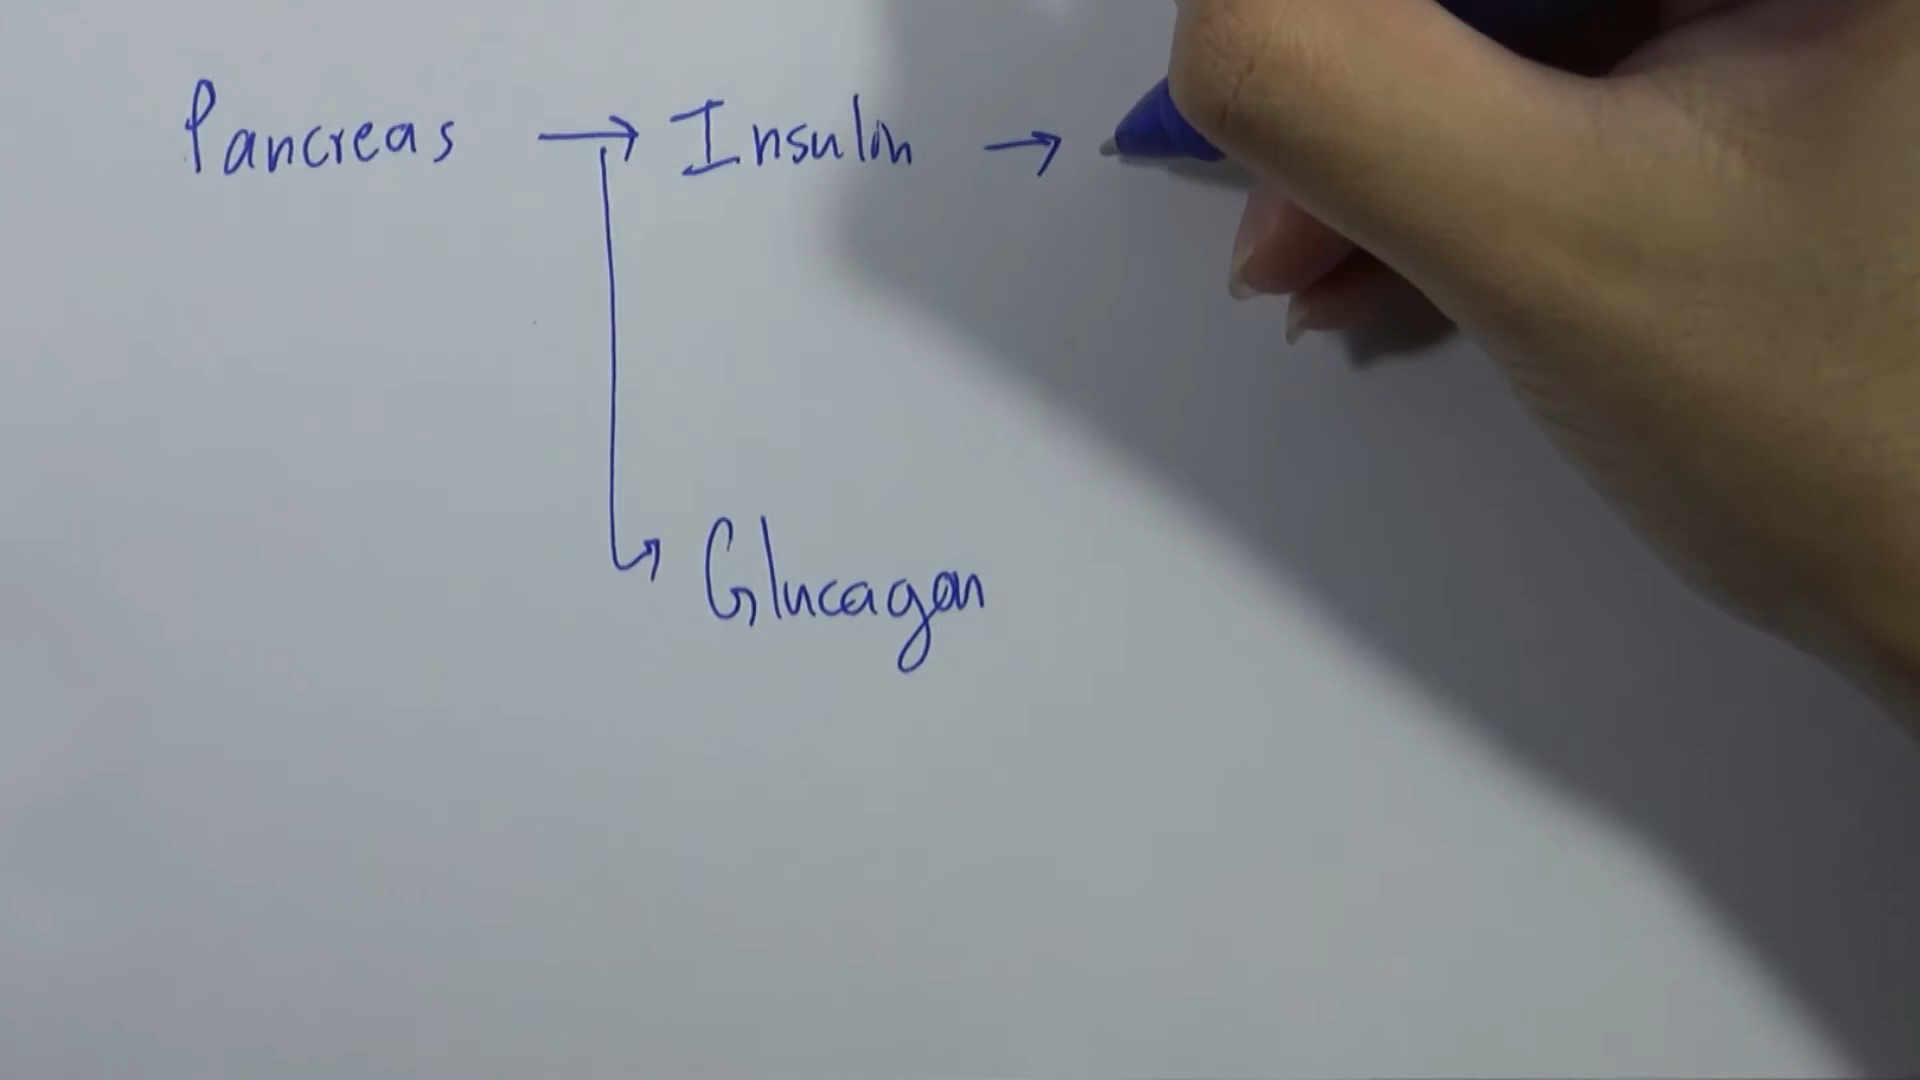 Pancreas → Insulin →
Glucagon